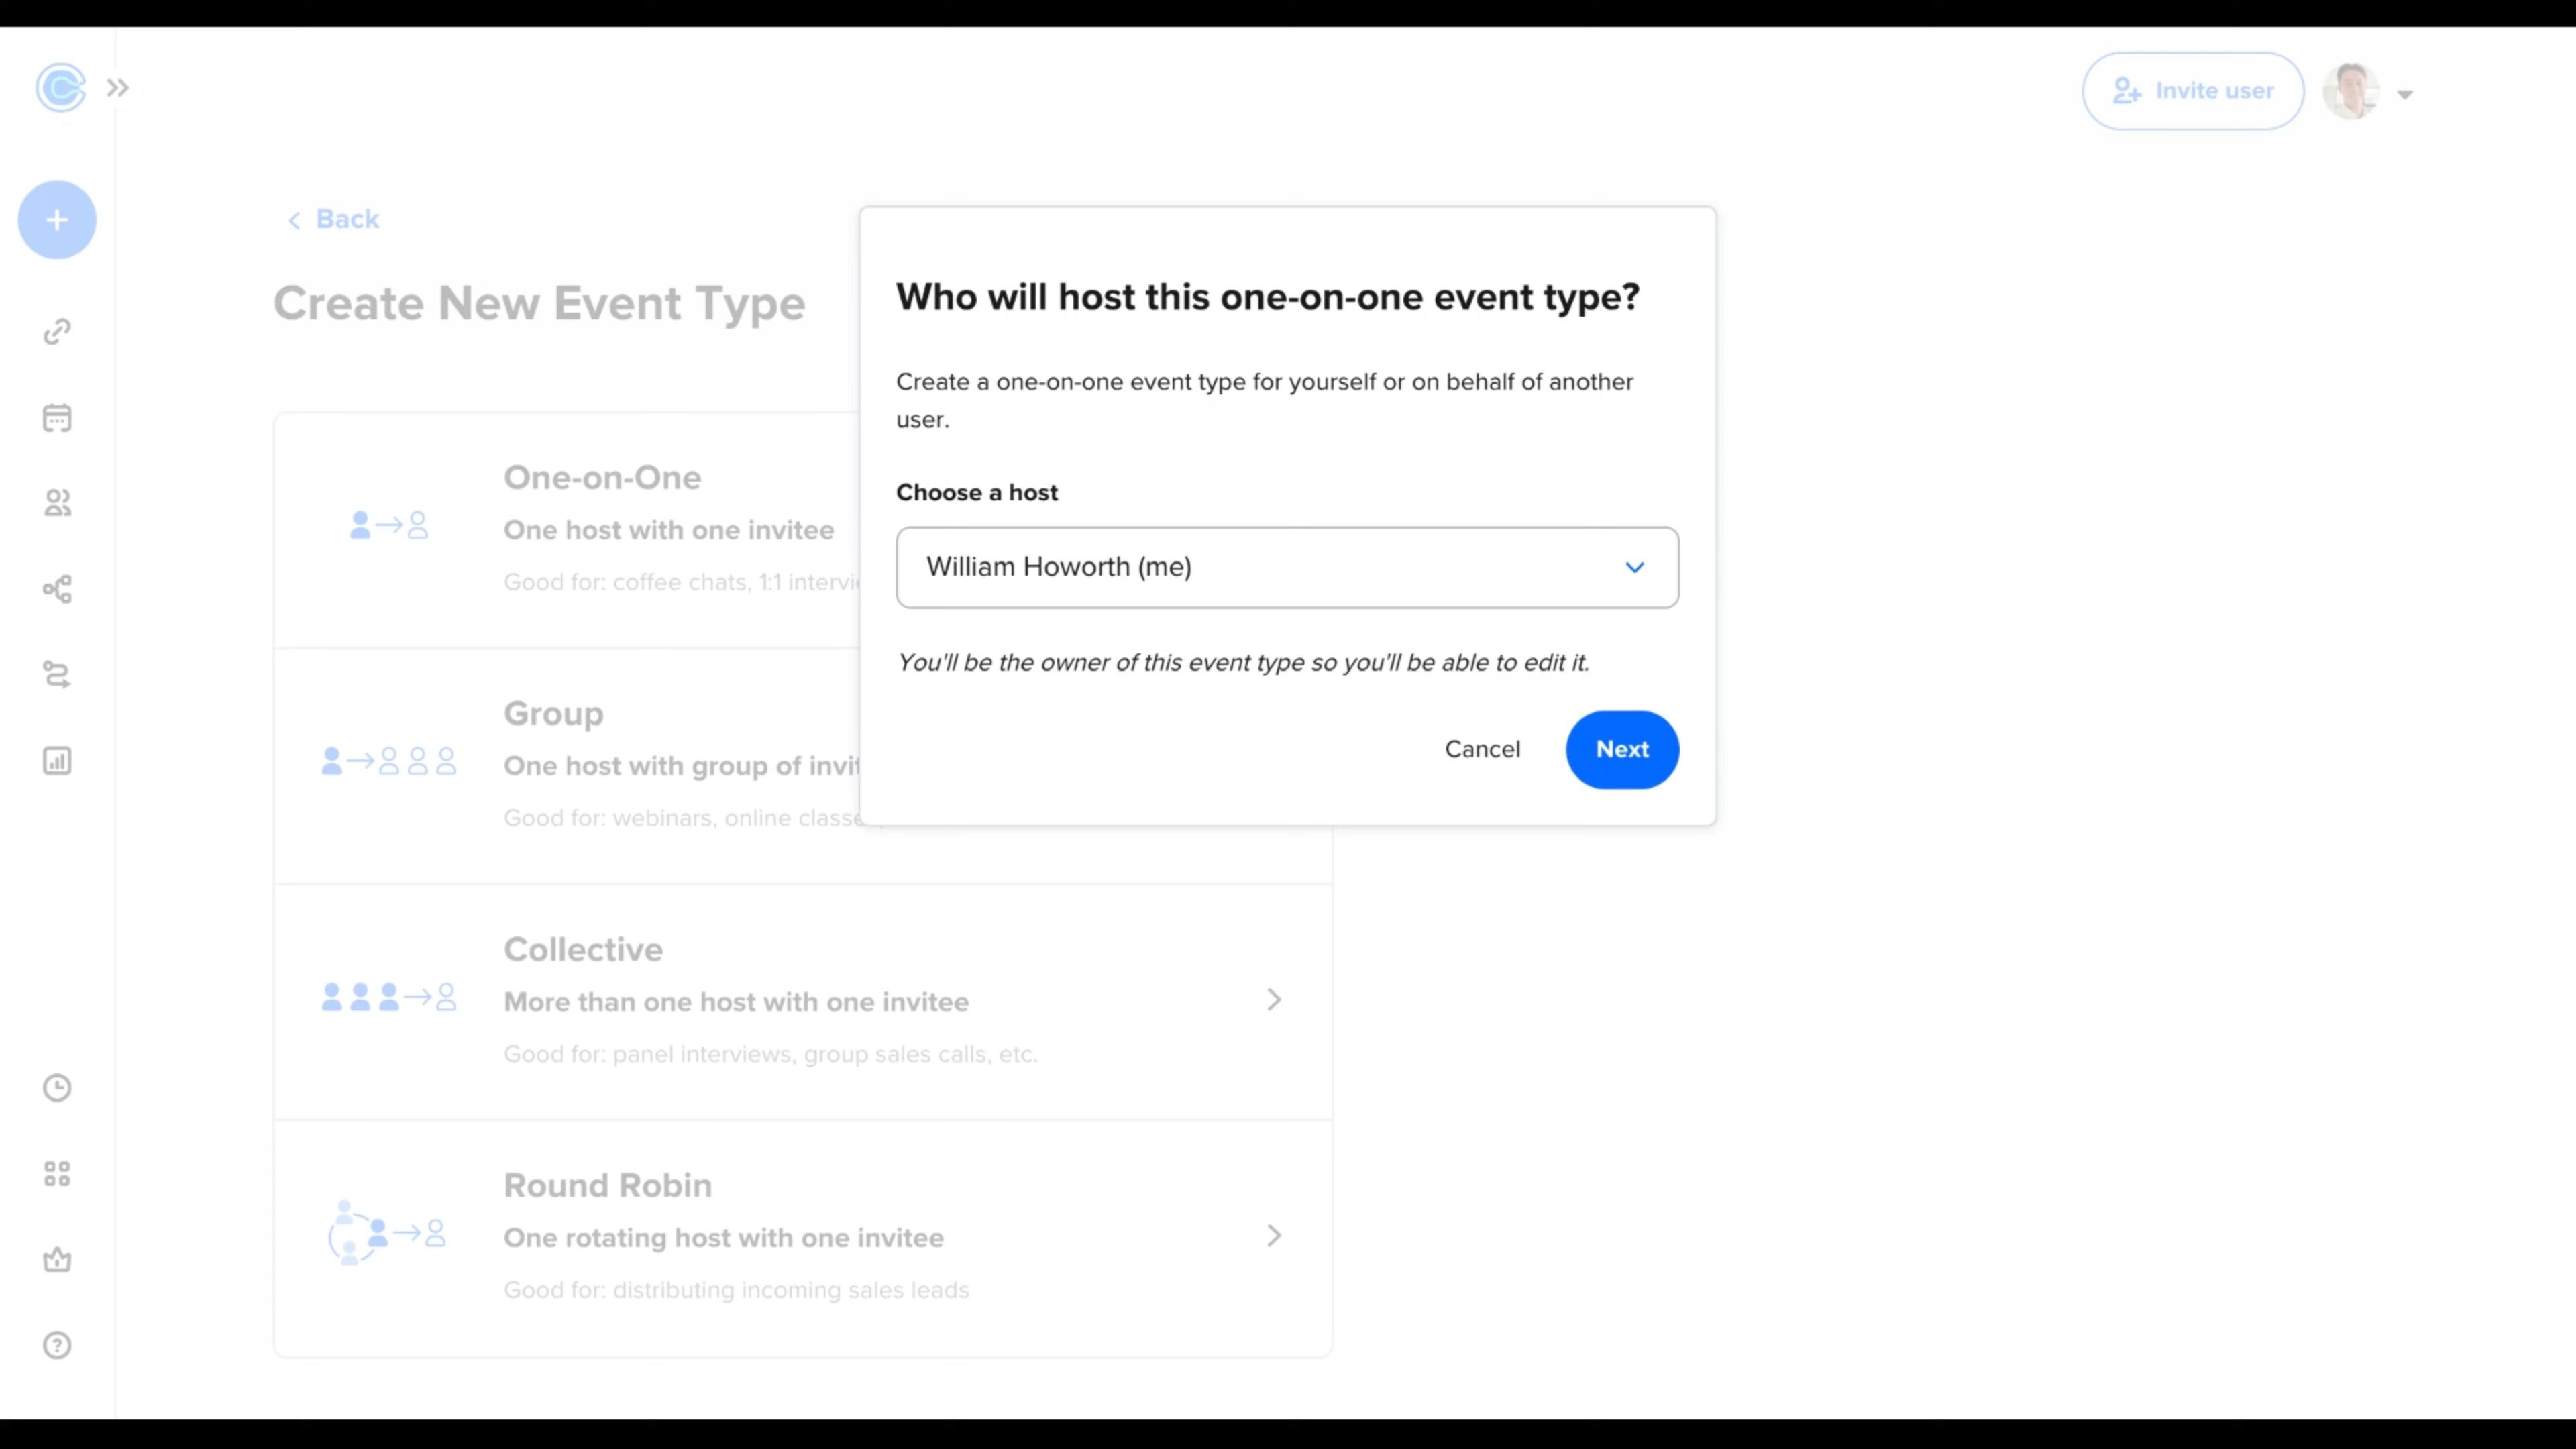 Invite user
Back
Create New Event Type
One-on-One
One host with one invitee
Good for: coffee chats, 1:1
Group
One host with group of
Good for: webinars, online
Collective
More than one host with one invitee
Good for: panel interviews, group sales calls, etc.
Round Robin
One rotating host with one invitee
Good for: distributing incoming sales leads
Who will host this one-on-one event type?
Create a one-on-one event type for yourself or on behalf of another
user.
Choose a host
William Howorth (me)
You'll be the owner of this event type so you'll be able to edit it.
Cancel
Next